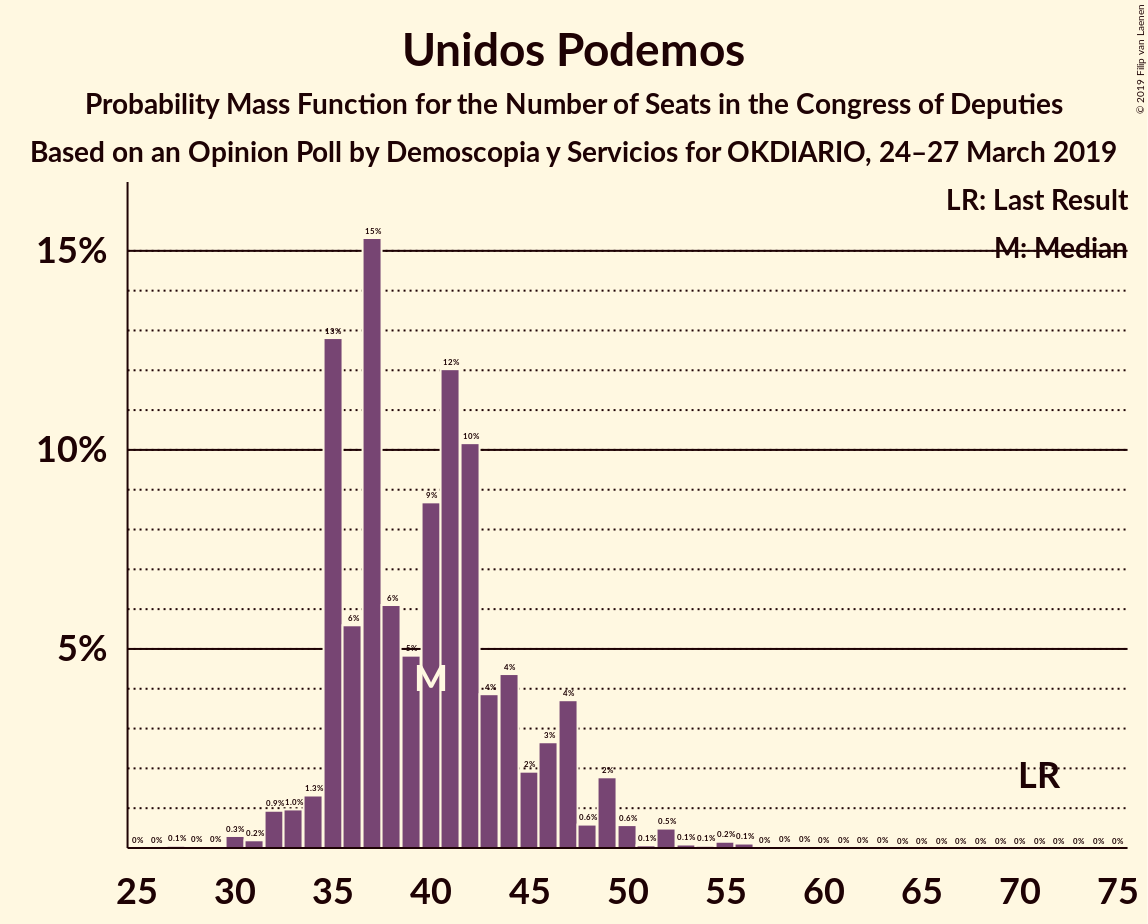 Unidos Podemos
Probability Mass Function for the Number of Seats in the Congress of Deputies
Based on an Opinion Poll by Demoscopia y Servicios for OKDIARIO, 24–27 March 2019
© 2019 Filip van Laenen
LR: Last Result
M: Median
15%
10%
5%
0% 0% 0.1% 0% 0% 0.3% 0.2% 0.9% 1.0% 1.3% 13% 6% 15% 6% 5% 9% 12% 10% 4% 4% 2% 3% 4% 0.6% 2% 0.6% 0.1% 0.5% 0.1% 0.1% 0.2% 0.1% 0% 0% 0% 0% 0% 0% 0% 0% 0% 0% 0% 0% 0% 0% 0% 0% 0% 0% 0%
M
LR
25 30 35 40 45 50 55 60 65 70 75